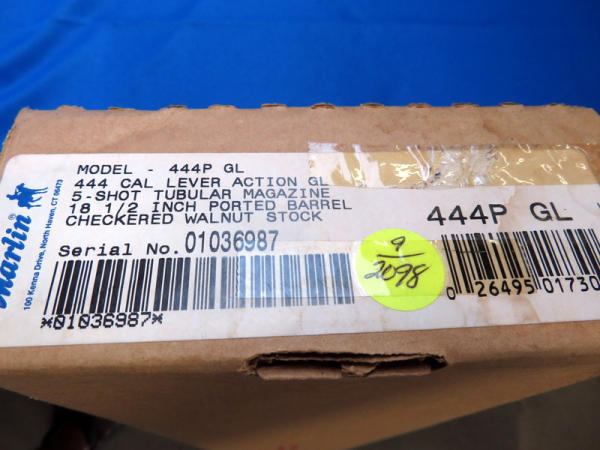 Marlin
100 Kenna Drive, North Haven, CT 06473
MODEL - 444P GL
444 CAL LEVER ACTION GL
5-SHOT TUBULAR MAGAZINE
18 1/2 INCH PORTED BARREL
CHECKERED WALNUT STOCK
Serial No. 01036987
*01036987*
9
2098
444P GL
0 26495 01730